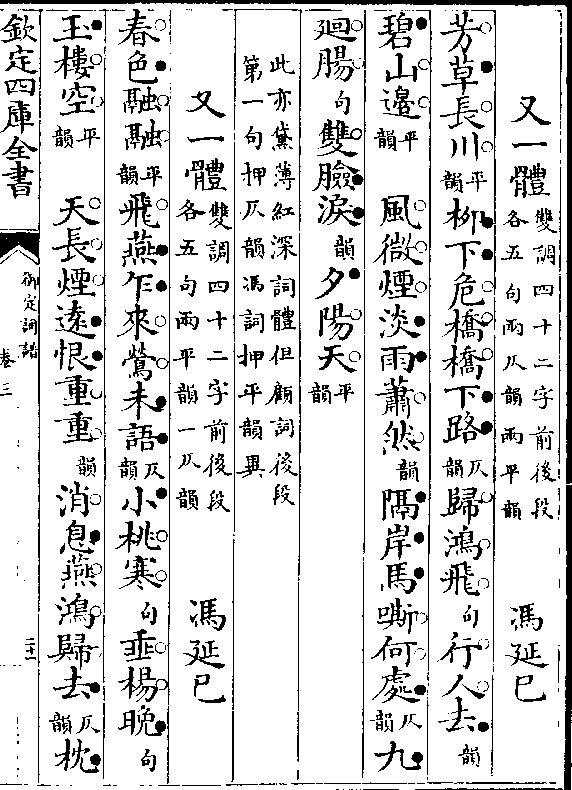 又一體雙調四十二字前後段各五句兩仄韻兩平韻　馮延巳
芳草長川平韻柳下危橋橋下路仄韻歸鴻飛句行人去韻
碧山邊平韻　風微煙淡雨蕭然韻隔岸馬嘶何處仄韻九
廻腸句雙臉淚韻夕陽天平韻
此亦黛薄紅深詞體但顧詞後段
第一句押仄韻馮詞押平韻異
又一體雙調四十二字前後段各五句兩平韻一仄韻　馮延巳
春色融融平韻飛燕乍來鶯未語仄韻小桃寒句垂楊晚句
玉樓空平韻　天長煙遠恨重重韻消息燕鴻歸去仄韻枕
欽定四庫全書
御定詞譜
卷三